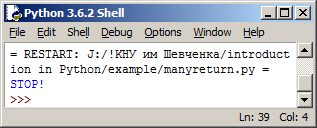 Python 3.6.2 Shell
File Edit Shell Debug Options Window Help
= RESTART: J:/!КНУ им Шевченка/introduct
ion in Python/example/manyreturn.py =
STOP!
>>>
Ln: 39 Col: 4